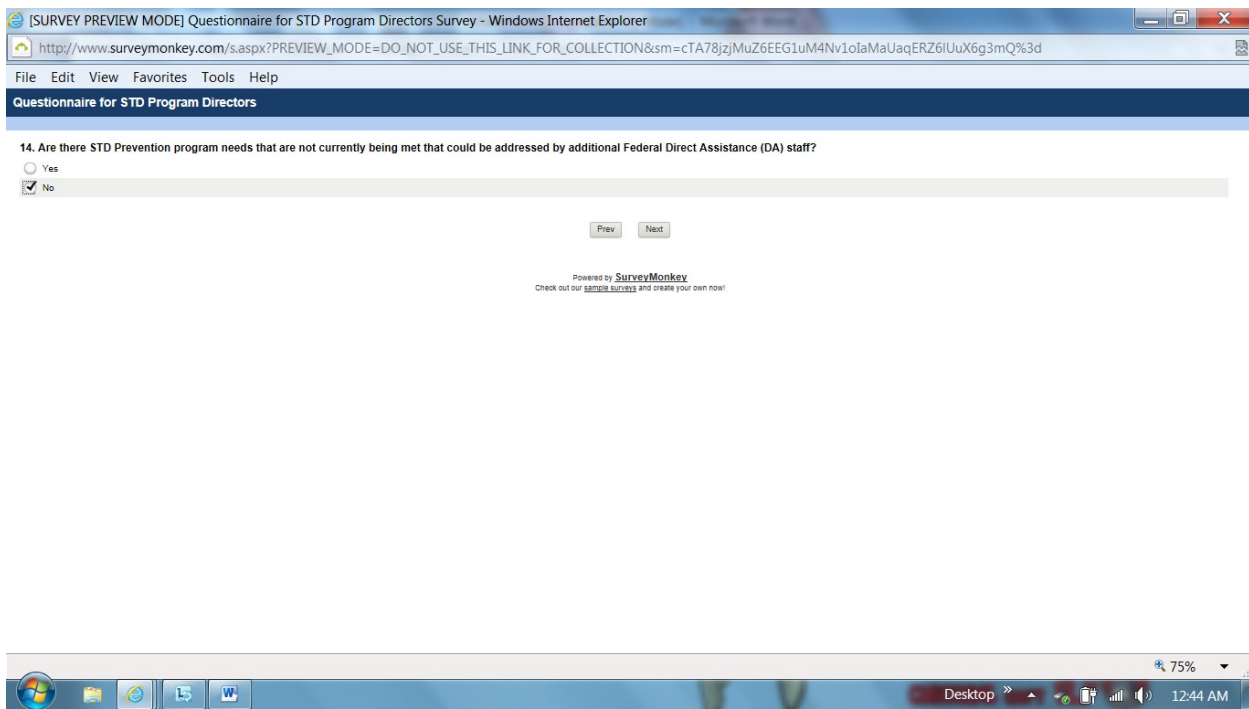 [SURVEY PREVIEW MODE] Questionnaire for STD Program Directors Survey - Windows Internet Explorer
http://www.surveymonkey.com/s.aspx?PREVIEW_MODE=DO_NOT_USE_THIS_LINK_FOR_COLLECTION&sm=cTA78jzjMuZ6EEG1uM4Nv1oIaMaUaqERZ6lUuX6g3mQ%3d
File Edit View Favorites Tools Help
Questionnaire for STD Program Directors
14. Are there STD Prevention program needs that are not currently being met that could be addressed by additional Federal Direct Assistance (DA) staff?
Yes
No
Prev Next
Powered by SurveyMonkey
Check out our sample surveys and create your own now!
75%
Desktop » 12:44 AM